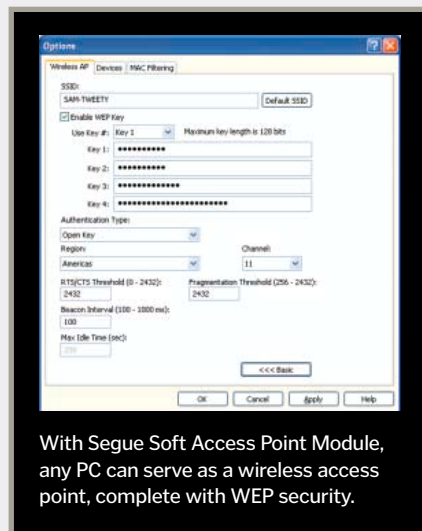 Options
Wireless AP Devices MAC Filtering
SSID:
SAM-TWEETY Default SSID
Enable WEP Key
Use Key #: Key 1 Maximum key length is 128 bits
Key 1: ••••••••••
Key 2: ••••••••••
Key 3: •••••••••••••
Key 4: •••••••••••••••••••••••
Authentication Type:
Open Key
Region: Channel:
Americas 11
RTS/CTS Threshold (0 - 2432): Fragmentation Threshold (256 - 2432):
2432 2432
Beacon Interval (100 - 1000 ms):
100
Max Idle Time (sec):
<<< Basic
OK Cancel Apply Help
With Segue Soft Access Point Module,
any PC can serve as a wireless access
point, complete with WEP security.